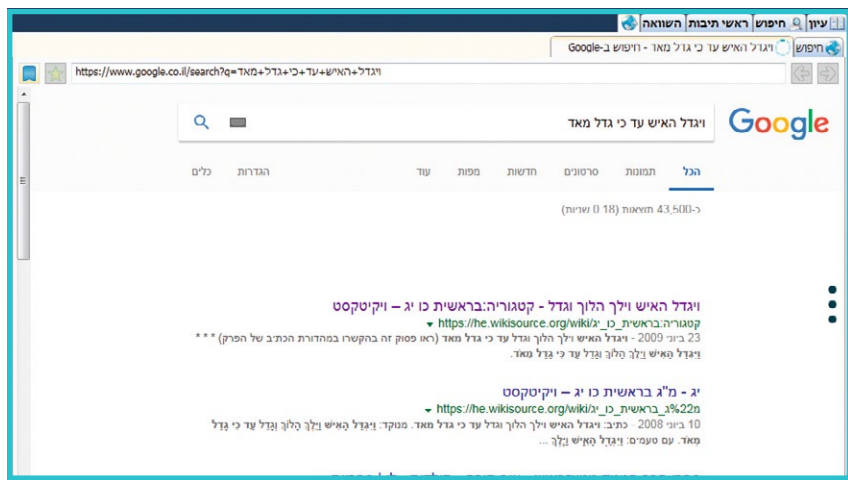 עיון חיפוש ראשי תיבות השוואה
חיפוש ויגדל האיש עד כי גדל מאד - חיפוש ב-Google
https://www.google.co.il/search?q=ויגדל+האיש+עד+כי+גדל+מאד
Google ויגדל האיש עד כי גדל מאד
הכל תמונות סרטונים חדשות מפות עוד הגדרות כלים
כ-43,500 תוצאות (0.18 שניות)
ויגדל האיש וילך הלוך וגדל - קטגוריה:בראשית כו יג – ויקיטקסט
https://he.wikisource.org/wiki/קטגוריה:בראשית_כו_יג
23 ביוני 2009 - ויגדל האיש וילך הלוך וגדל עד כי גדל מאד (ראו פסוק זה בהקשרו במהדורת הכתיב של הפרק) * * *
וַיִּגְדַּל הָאִישׁ וַיֵּלֶךְ הָלוֹךְ וְגָדֵל עַד כִּי גָדַל מְאֹד.
יג - מ"ג בראשית כו יג – ויקיטקסט
https://he.wikisource.org/wiki/מ%22ג_בראשית_כו_יג
10 ביוני 2008 - כתיב: ויגדל האיש וילך הלוך וגדל עד כי גדל מאד. מנוקד: וַיִּגְדַּל הָאִישׁ וַיֵּלֶךְ הָלוֹךְ וְגָדֵל עַד כִּי גָדַל
מְאֹד. עם טעמים: וַיִּגְדַּל הָאִישׁ וַיֵּלֶךְ ...